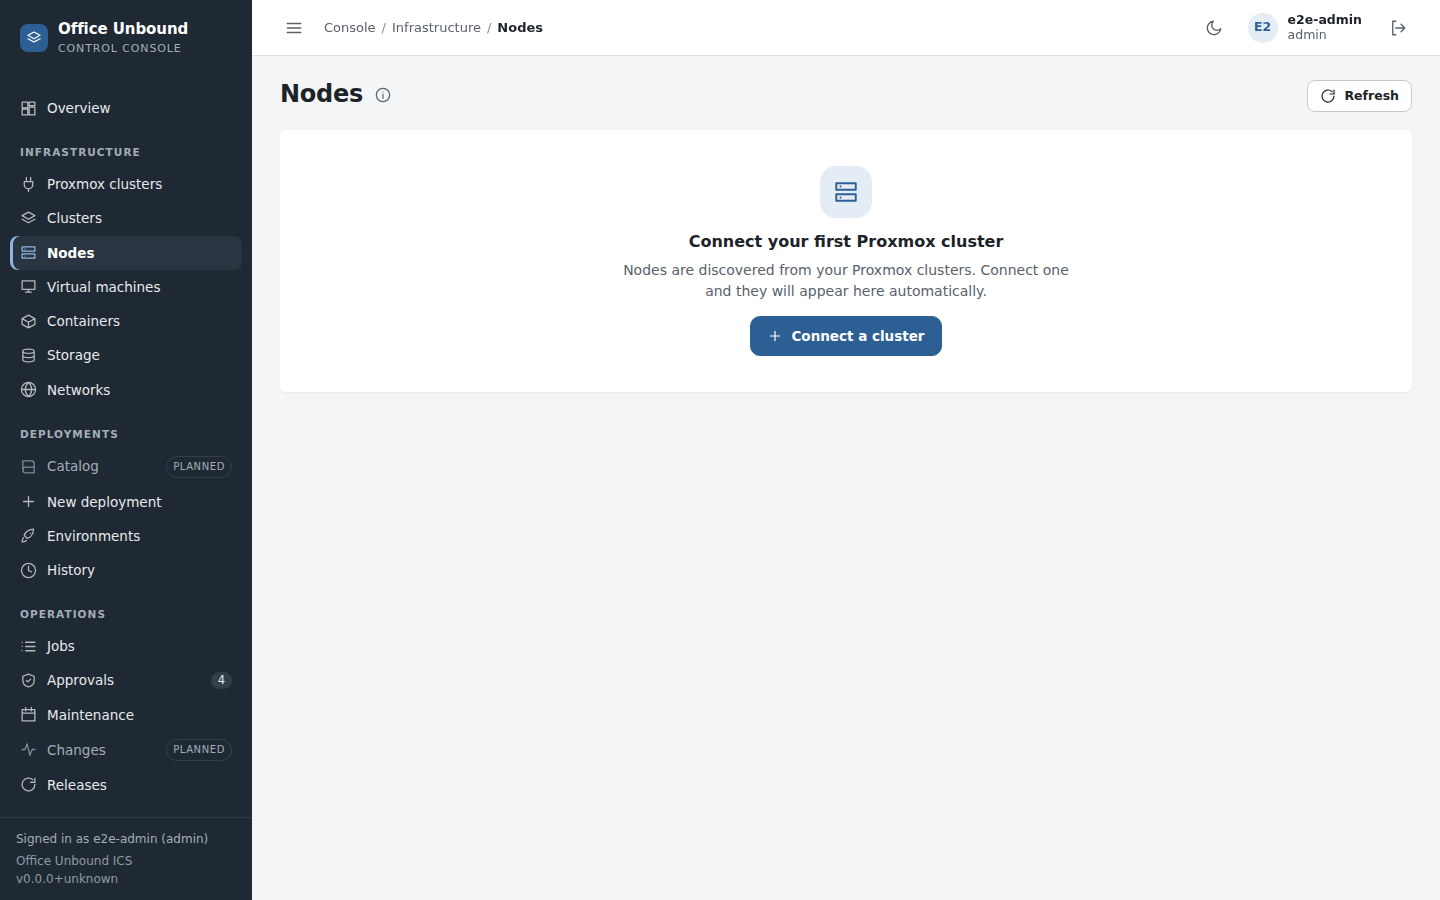 Office Unbound
CONTROL CONSOLE
Overview
INFRASTRUCTURE
Proxmox clusters
Clusters
Nodes
Virtual machines
Containers
Storage
Networks
DEPLOYMENTS
Catalog PLANNED
New deployment
Environments
History
OPERATIONS
Jobs
Approvals 4
Maintenance
Changes PLANNED
Releases
Signed in as e2e-admin (admin)
Office Unbound ICS
v0.0.0+unknown
Console / Infrastructure / Nodes
E2
e2e-admin
admin
Nodes
Refresh
Connect your first Proxmox cluster
Nodes are discovered from your Proxmox clusters. Connect one
and they will appear here automatically.
Connect a cluster